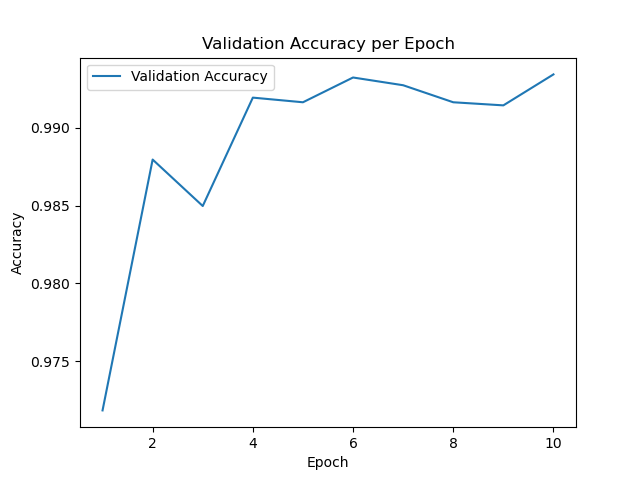 Validation Accuracy per Epoch
Validation Accuracy
0.990
0.985
0.980
0.975
Accuracy
2 4 6 8 10
Epoch